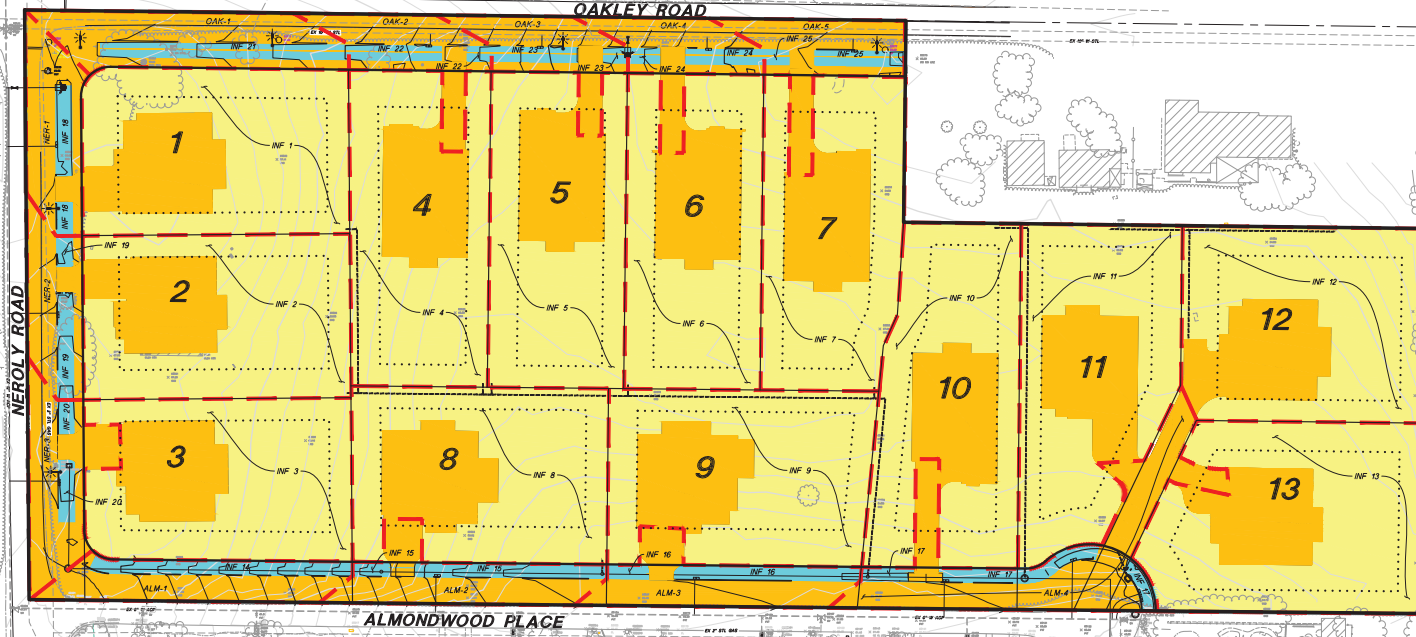 OAKLEY ROAD
OAK-1
OAK-2
OAK-3
OAK-4
OAK-5
INF 21
INF 22
INF 23
INF 24
INF 25
INF 25
INF 22
INF 23
INF 24
NER-1
INF 18
1
INF 1
4
5
6
7
INF 18
INF 19
NEROLY ROAD
NER-2
2
INF 2
INF 4
INF 5
INF 6
INF 7
INF 10
INF 11
INF 12
12
INF 19
INF 20
10
11
NER-3
3
INF 3
8
INF 8
9
INF 9
INF 13
13
INF 20
INF 14
INF 15
INF 15
INF 16
INF 16
INF 17
INF 17
INF 17
ALM-1
ALM-2
ALM-3
ALM-4
ALMONDWOOD PLACE